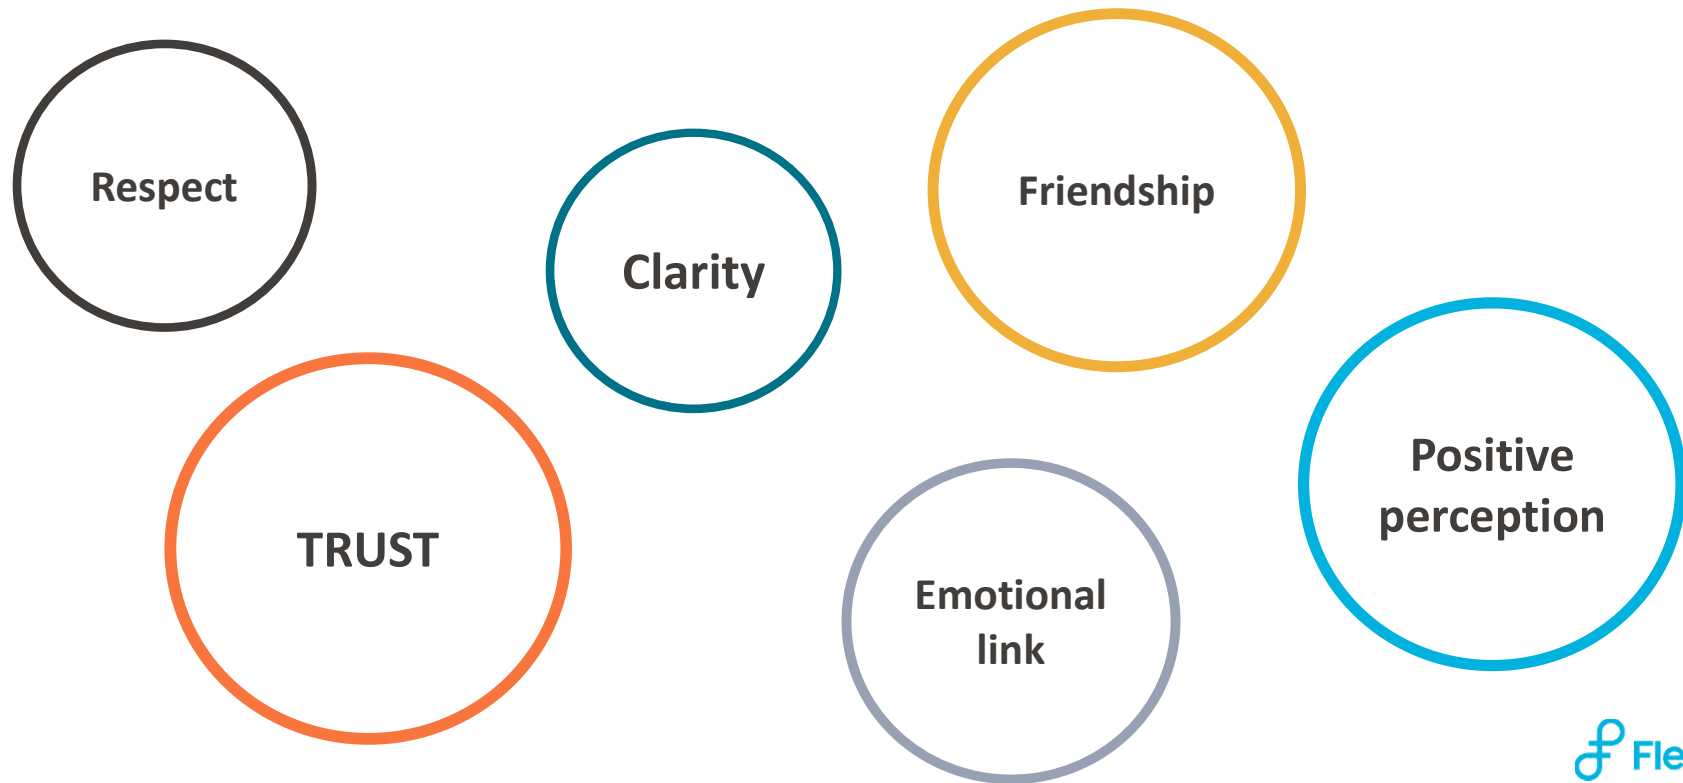 Respect
Clarity
Friendship
TRUST
Positive
perception
Emotional
link
Fle